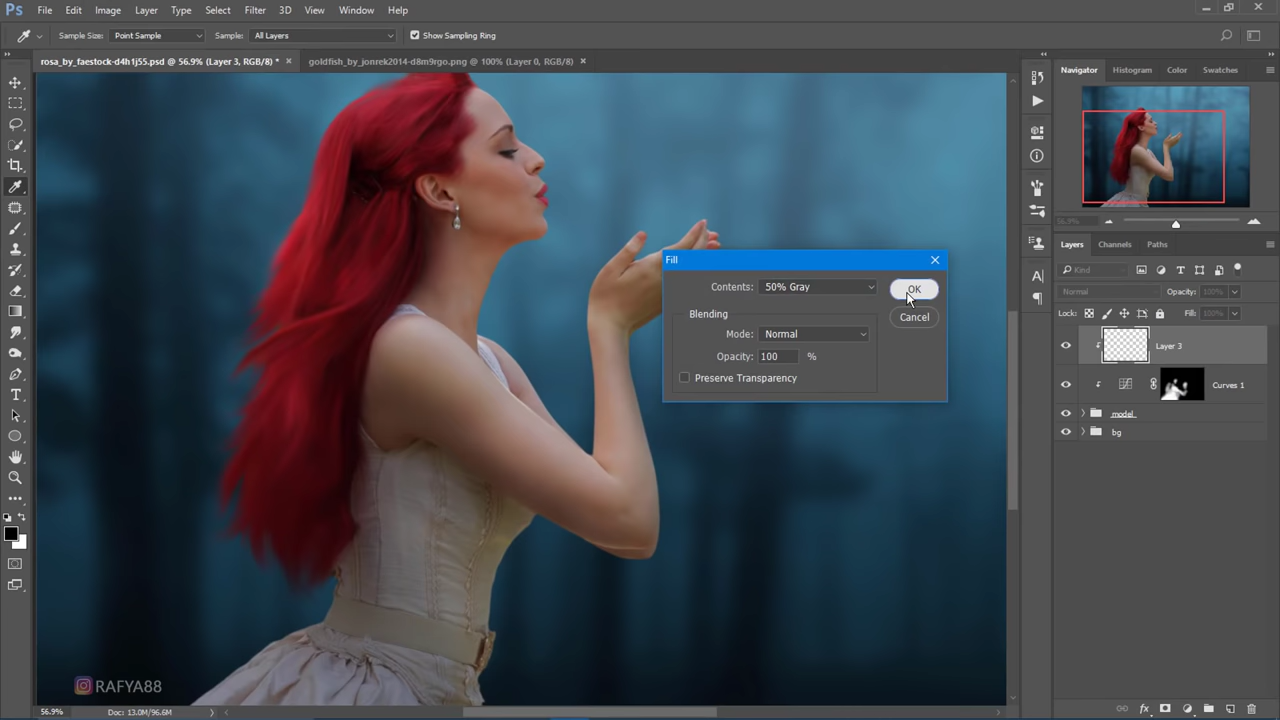 Ps File Edit Image Layer Type Select Filter 3D View Window Help
Sample Size: Point Sample Sample: All Layers Show Sampling Ring
rosa_by_faestock-d4h1j55.psd @ 56.9% (Layer 3, RGB/8) * × goldfish_by_jonrek2014-d8m9rgo.png @ 100% (Layer 0, RGB/8) ×
Navigator Histogram Color Swatches
56.9%
Layers Channels Paths
Kind
Normal Opacity: 100%
Lock: Fill: 100%
Layer 3
Curves 1
model
bg
Fill
Contents: 50% Gray OK
Blending Cancel
Mode: Normal
Opacity: 100 %
Preserve Transparency
RAFYA88
56.9% Doc: 13.0M/96.6M